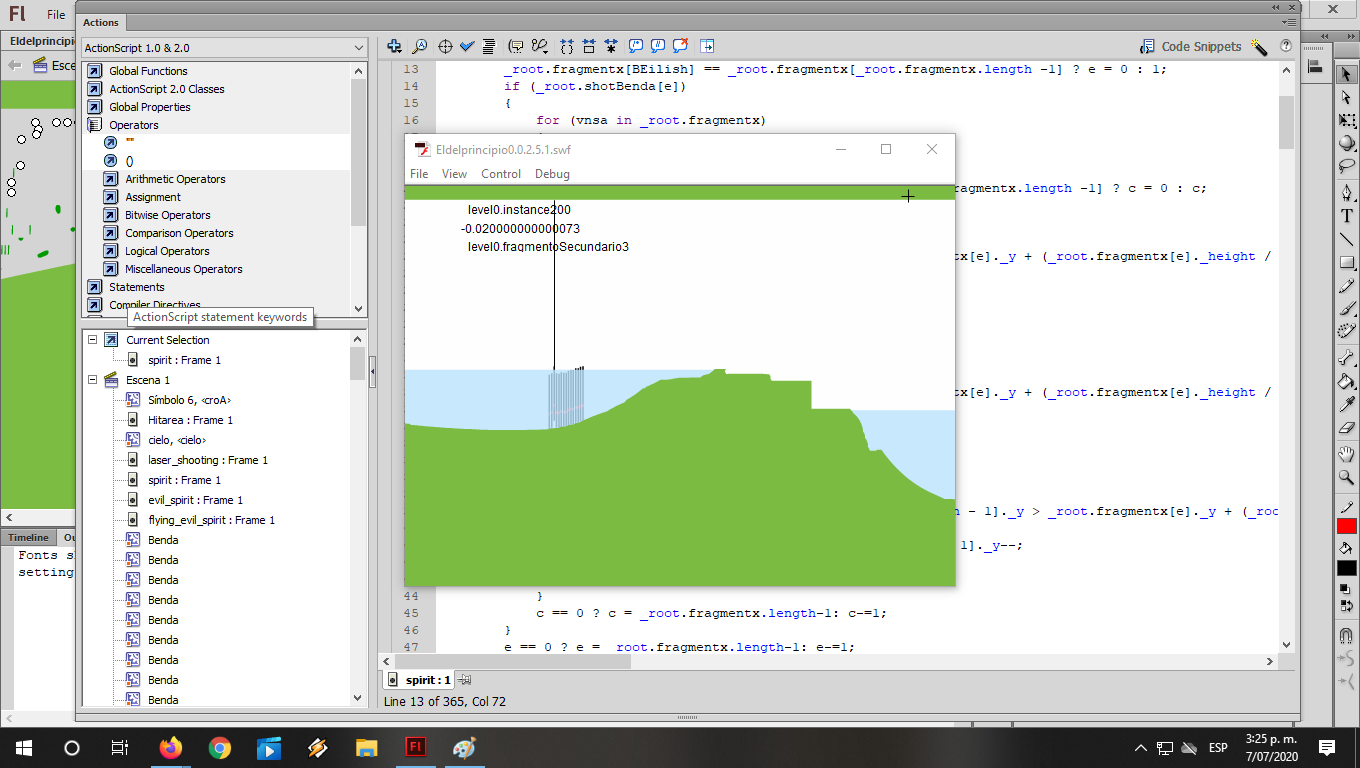 Fl File
Actions
Eldelprincipio
Esce
ActionScript 1.0 & 2.0
Global Functions
ActionScript 2.0 Classes
Global Properties
Operators
""
()
Arithmetic Operators
Assignment
Bitwise Operators
Comparison Operators
Logical Operators
Miscellaneous Operators
Statements
Compiler Directives
ActionScript statement keywords
Current Selection
spirit : Frame 1
Escena 1
Símbolo 6, <croA>
Hitarea : Frame 1
cielo, <cielo>
laser_shooting : Frame 1
spirit : Frame 1
evil_spirit : Frame 1
flying_evil_spirit : Frame 1
Benda
Benda
Benda
Benda
Benda
Benda
Benda
Benda
Benda
Timeline Ou
Fonts s
setting
Code Snippets
13 _root.fragmentx[BEilish] == _root.fragmentx[_root.fragmentx.length -1] ? e = 0 : 1;
14 if (_root.shotBenda[e])
15 {
16 for (vnsa in _root.fragmentx)
Eldelprincipio0.0.2.5.1.swf
File View Control Debug
level0.instance200
-0.020000000000073
level0.fragmentoSecundario3
agmentx.length -1] ? c = 0 : c;
tx[e]._y + (_root.fragmentx[e]._height /
tx[e]._y + (_root.fragmentx[e]._height /
h - 1]._y > _root.fragmentx[e]._y + (_roo
1]._y--;
44 }
45 c == 0 ? c = _root.fragmentx.length-1: c-=1;
46 }
47 e == 0 ? e = _root.fragmentx.length-1: e-=1;
spirit : 1
Line 13 of 365, Col 72
ESP
3:25 p. m.
7/07/2020